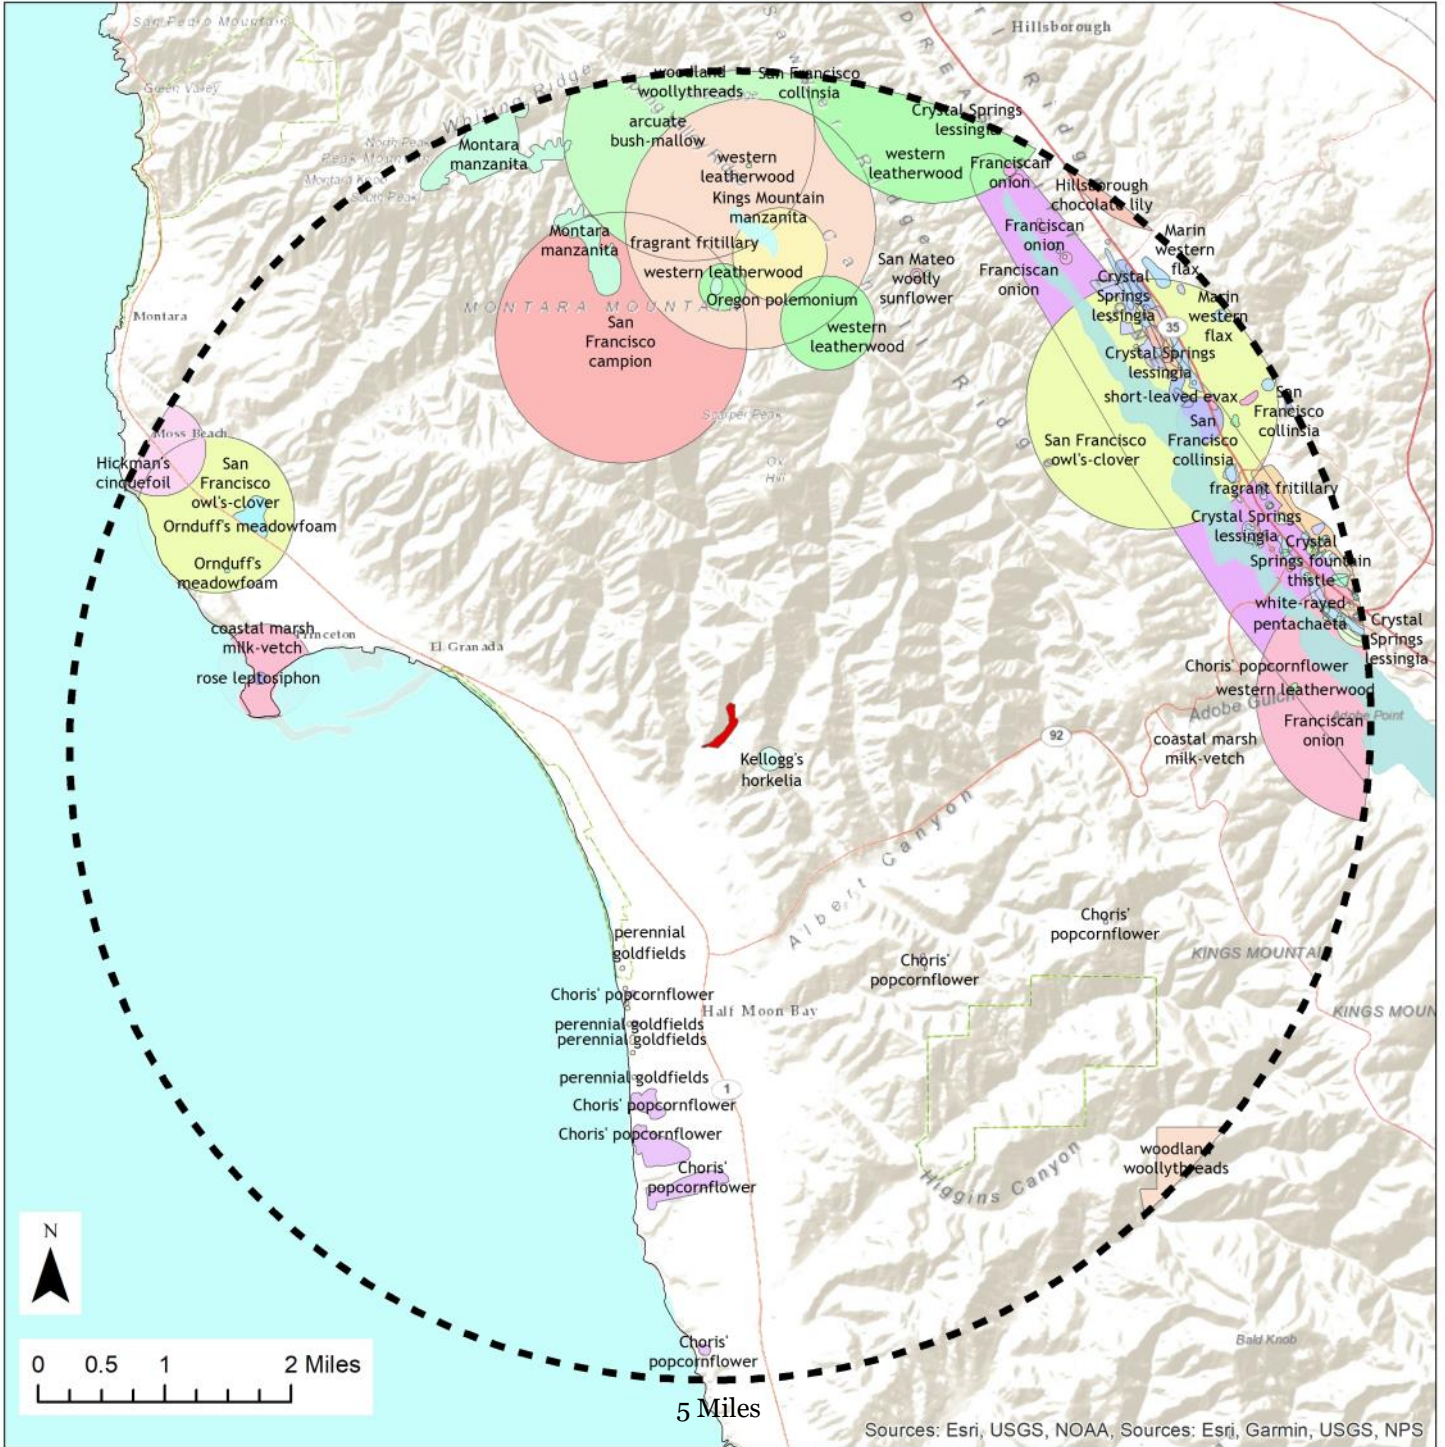 San Pedro Mountain
Hillsborough
Green Valley
Whiting Ridge
woodland
woollythreads
San Francisco
collinsia
arcuate
bush-mallow
Crystal Springs
lessingia
North Peak
Montara
manzanita
Montara Knob
South Peak
western
leatherwood
western
leatherwood
Franciscan
onion
Hillsborough
chocolate lily
Kings Mountain
manzanita
Montara
manzanita
fragrant fritillary
Franciscan
onion
Marin
western
flax
San Mateo
woolly
sunflower
Franciscan
onion
western leatherwood
Oregon polemonium
Crystal
Springs
lessingia
Marin
western
flax
MONTARA MOUNTA
Montara
San
Francisco
campion
western
leatherwood
35
Crystal Springs
lessingia
short-leaved evax
San
Francisco
collinsia
Scarper Peak
San
Francisco
collinsia
Moss Beach
San Francisco
owl's-clover
Hickman's
cinquefoil
San
Francisco
owl's-clover
Ox
Hill
Ridge
fragrant fritillary
Ornduff's meadowfoam
Crystal Springs
lessingia
Crystal
Springs fountain
thistle
Ornduff's
meadowfoam
white-rayed
pentachaeta
coastal marsh
milk-vetch
Princeton
El Granada
Crystal
Springs
lessingia
rose leptosiphon
Choris' popcornflower
western leatherwood
Adobe Gulch
Adobe Point
Franciscan
onion
92
coastal marsh
milk-vetch
Kellogg's
horkelia
Albert Canyon
Choris'
popcornflower
perennial
goldfields
Choris'
popcornflower
KINGS MOUNTAI
Choris' popcornflower
Half Moon Bay
KINGS MOUN
perennial goldfields
perennial goldfields
perennial goldfields
1
Choris' popcornflower
Choris' popcornflower
woodland
woollythreads
Choris'
popcornflower
Higgins Canyon
N
Choris'
popcornflower
Bald Knob
0 0.5 1 2 Miles
5 Miles
Sources: Esri, USGS, NOAA, Sources: Esri, Garmin, USGS, NPS